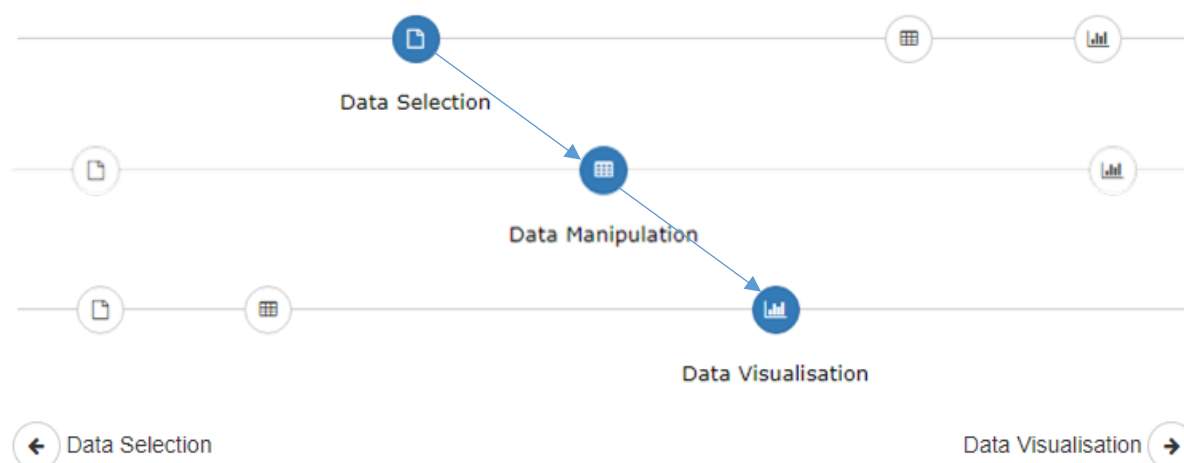 Data Selection
Data Manipulation
Data Visualisation
Data Selection
Data Visualisation